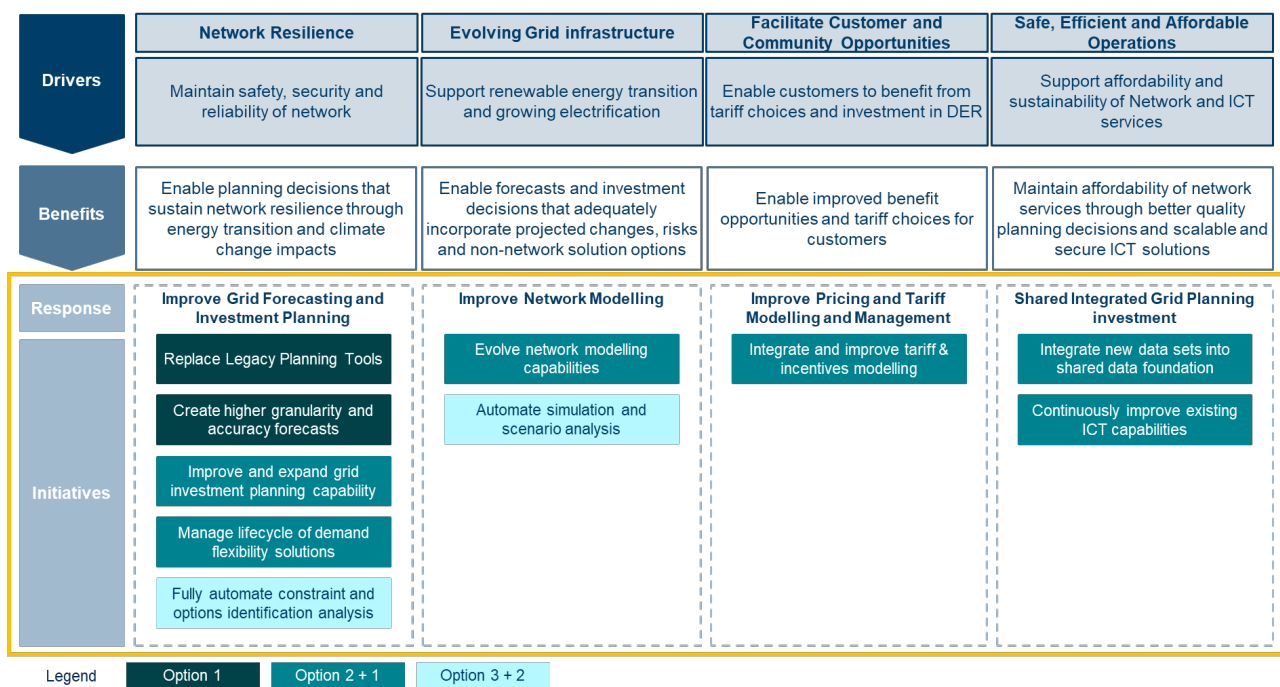 Drivers
Network Resilience
Maintain safety, security and
reliability of network
Evolving Grid infrastructure
Support renewable energy transition
and growing electrification
Facilitate Customer and
Community Opportunities
Enable customers to benefit from
tariff choices and investment in DER
Safe, Efficient and Affordable
Operations
Support affordability and
sustainability of Network and ICT
services
Benefits
Enable planning decisions that
sustain network resilience through
energy transition and climate
change impacts
Enable forecasts and investment
decisions that adequately
incorporate projected changes, risks
and non-network solution options
Enable improved benefit
opportunities and tariff choices for
customers
Maintain affordability of network
services through better quality
planning decisions and scalable and
secure ICT solutions
Response
Improve Grid Forecasting and
Investment Planning
Improve Network Modelling
Improve Pricing and Tariff
Modelling and Management
Shared Integrated Grid Planning
investment
Initiatives
Replace Legacy Planning Tools
Create higher granularity and
accuracy forecasts
Improve and expand grid
investment planning capability
Manage lifecycle of demand
flexibility solutions
Fully automate constraint and
options identification analysis
Evolve network modelling
capabilities
Automate simulation and
scenario analysis
Integrate and improve tariff &
incentives modelling
Integrate new data sets into
shared data foundation
Continuously improve existing
ICT capabilities
Legend
Option 1
Option 2 + 1
Option 3 + 2